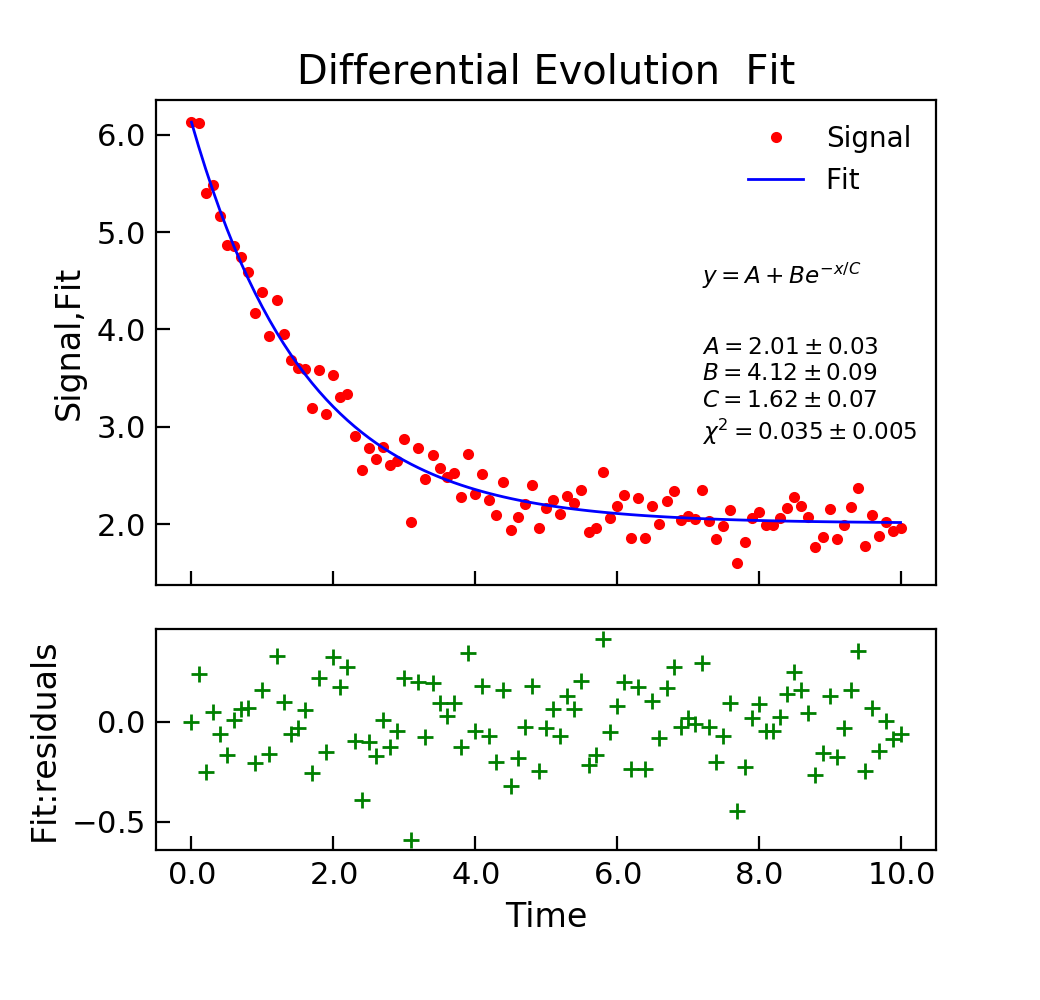 Differential Evolution  Fit
Signal,Fit
6.0
5.0
4.0
3.0
2.0
Signal
Fit
y = A + Be^{−x/C}
A = 2.01 ± 0.03
B = 4.12 ± 0.09
C = 1.62 ± 0.07
χ² = 0.035 ± 0.005
Fit:residuals
0.0
−0.5
0.0 2.0 4.0 6.0 8.0 10.0
Time